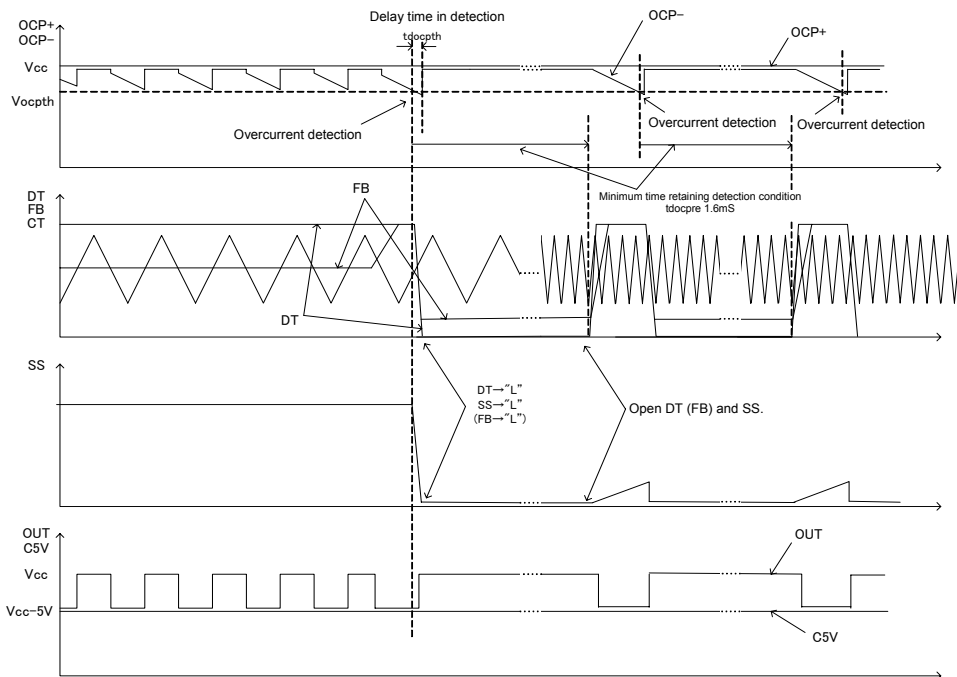 Delay time in detection
tdocpth
OCP+
OCP−
OCP−
OCP+
Vcc
Vocpth
Overcurrent detection
Overcurrent detection
Overcurrent detection
Minimum time retaining detection condition
tdocpre 1.6mS
DT
FB
CT
FB
DT
SS
DT→"L"
SS→"L"
(FB→"L")
Open DT (FB) and SS.
OUT
C5V
OUT
Vcc
Vcc−5V
C5V